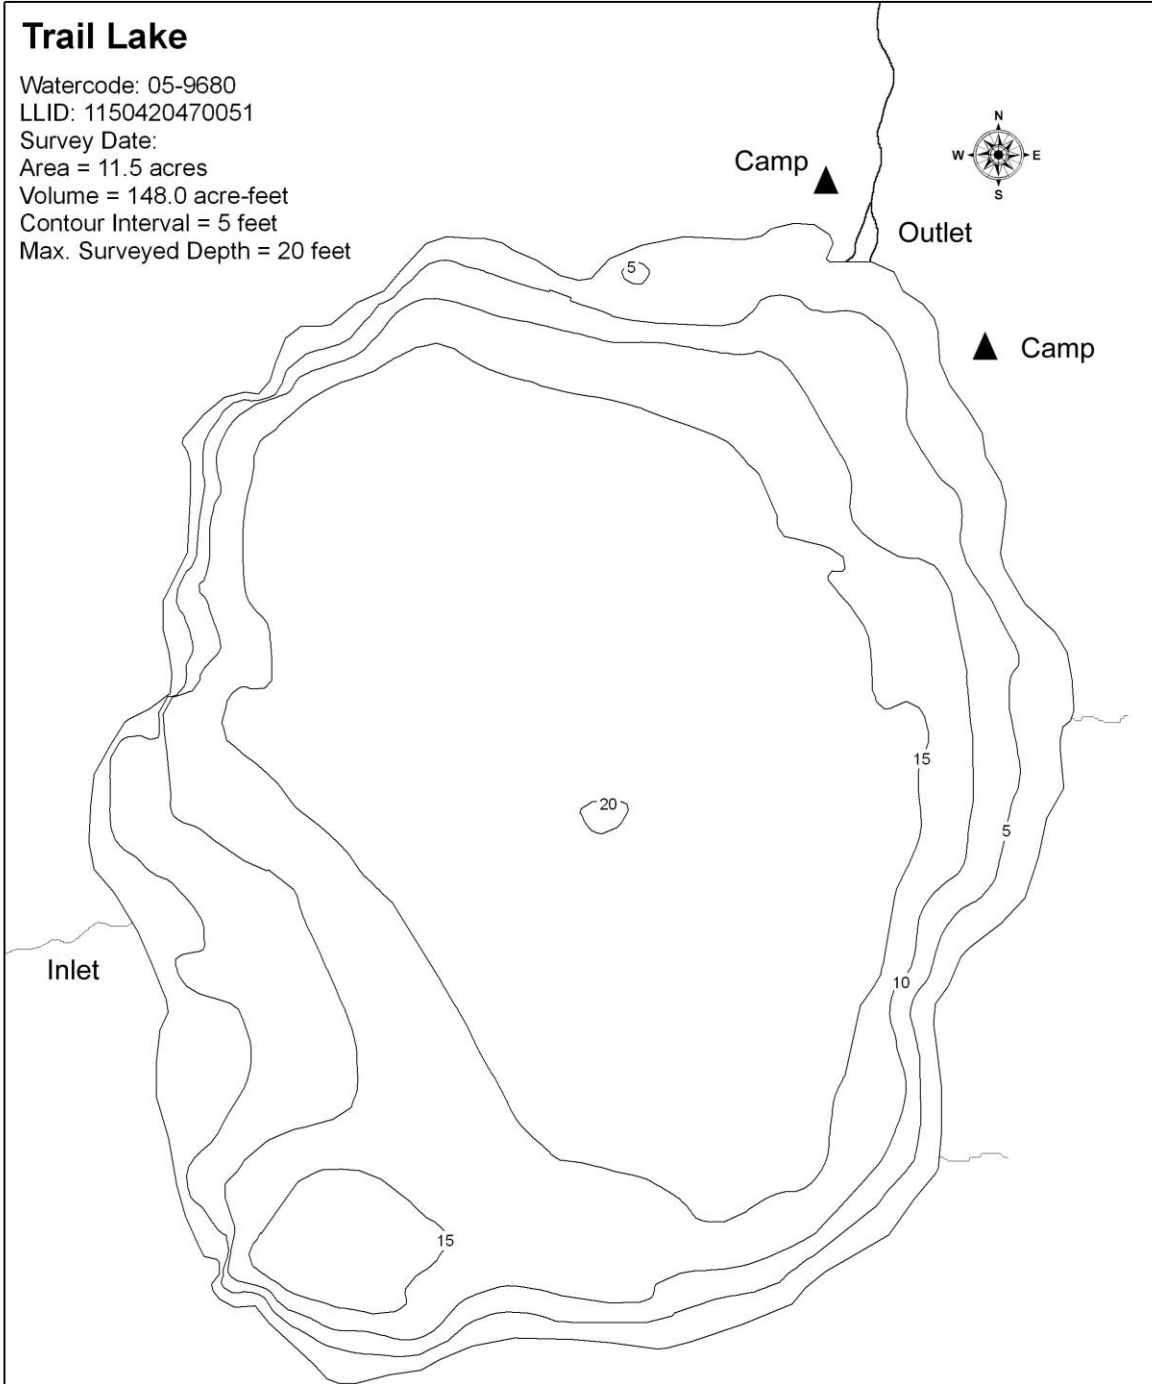 Trail Lake
Watercode: 05-9680
LLID: 1150420470051
Survey Date:
Area = 11.5 acres
Volume = 148.0 acre-feet
Contour Interval = 5 feet
Max. Surveyed Depth = 20 feet
N
W E
S
Camp
Outlet
5
Camp
15
20
5
Inlet
10
15